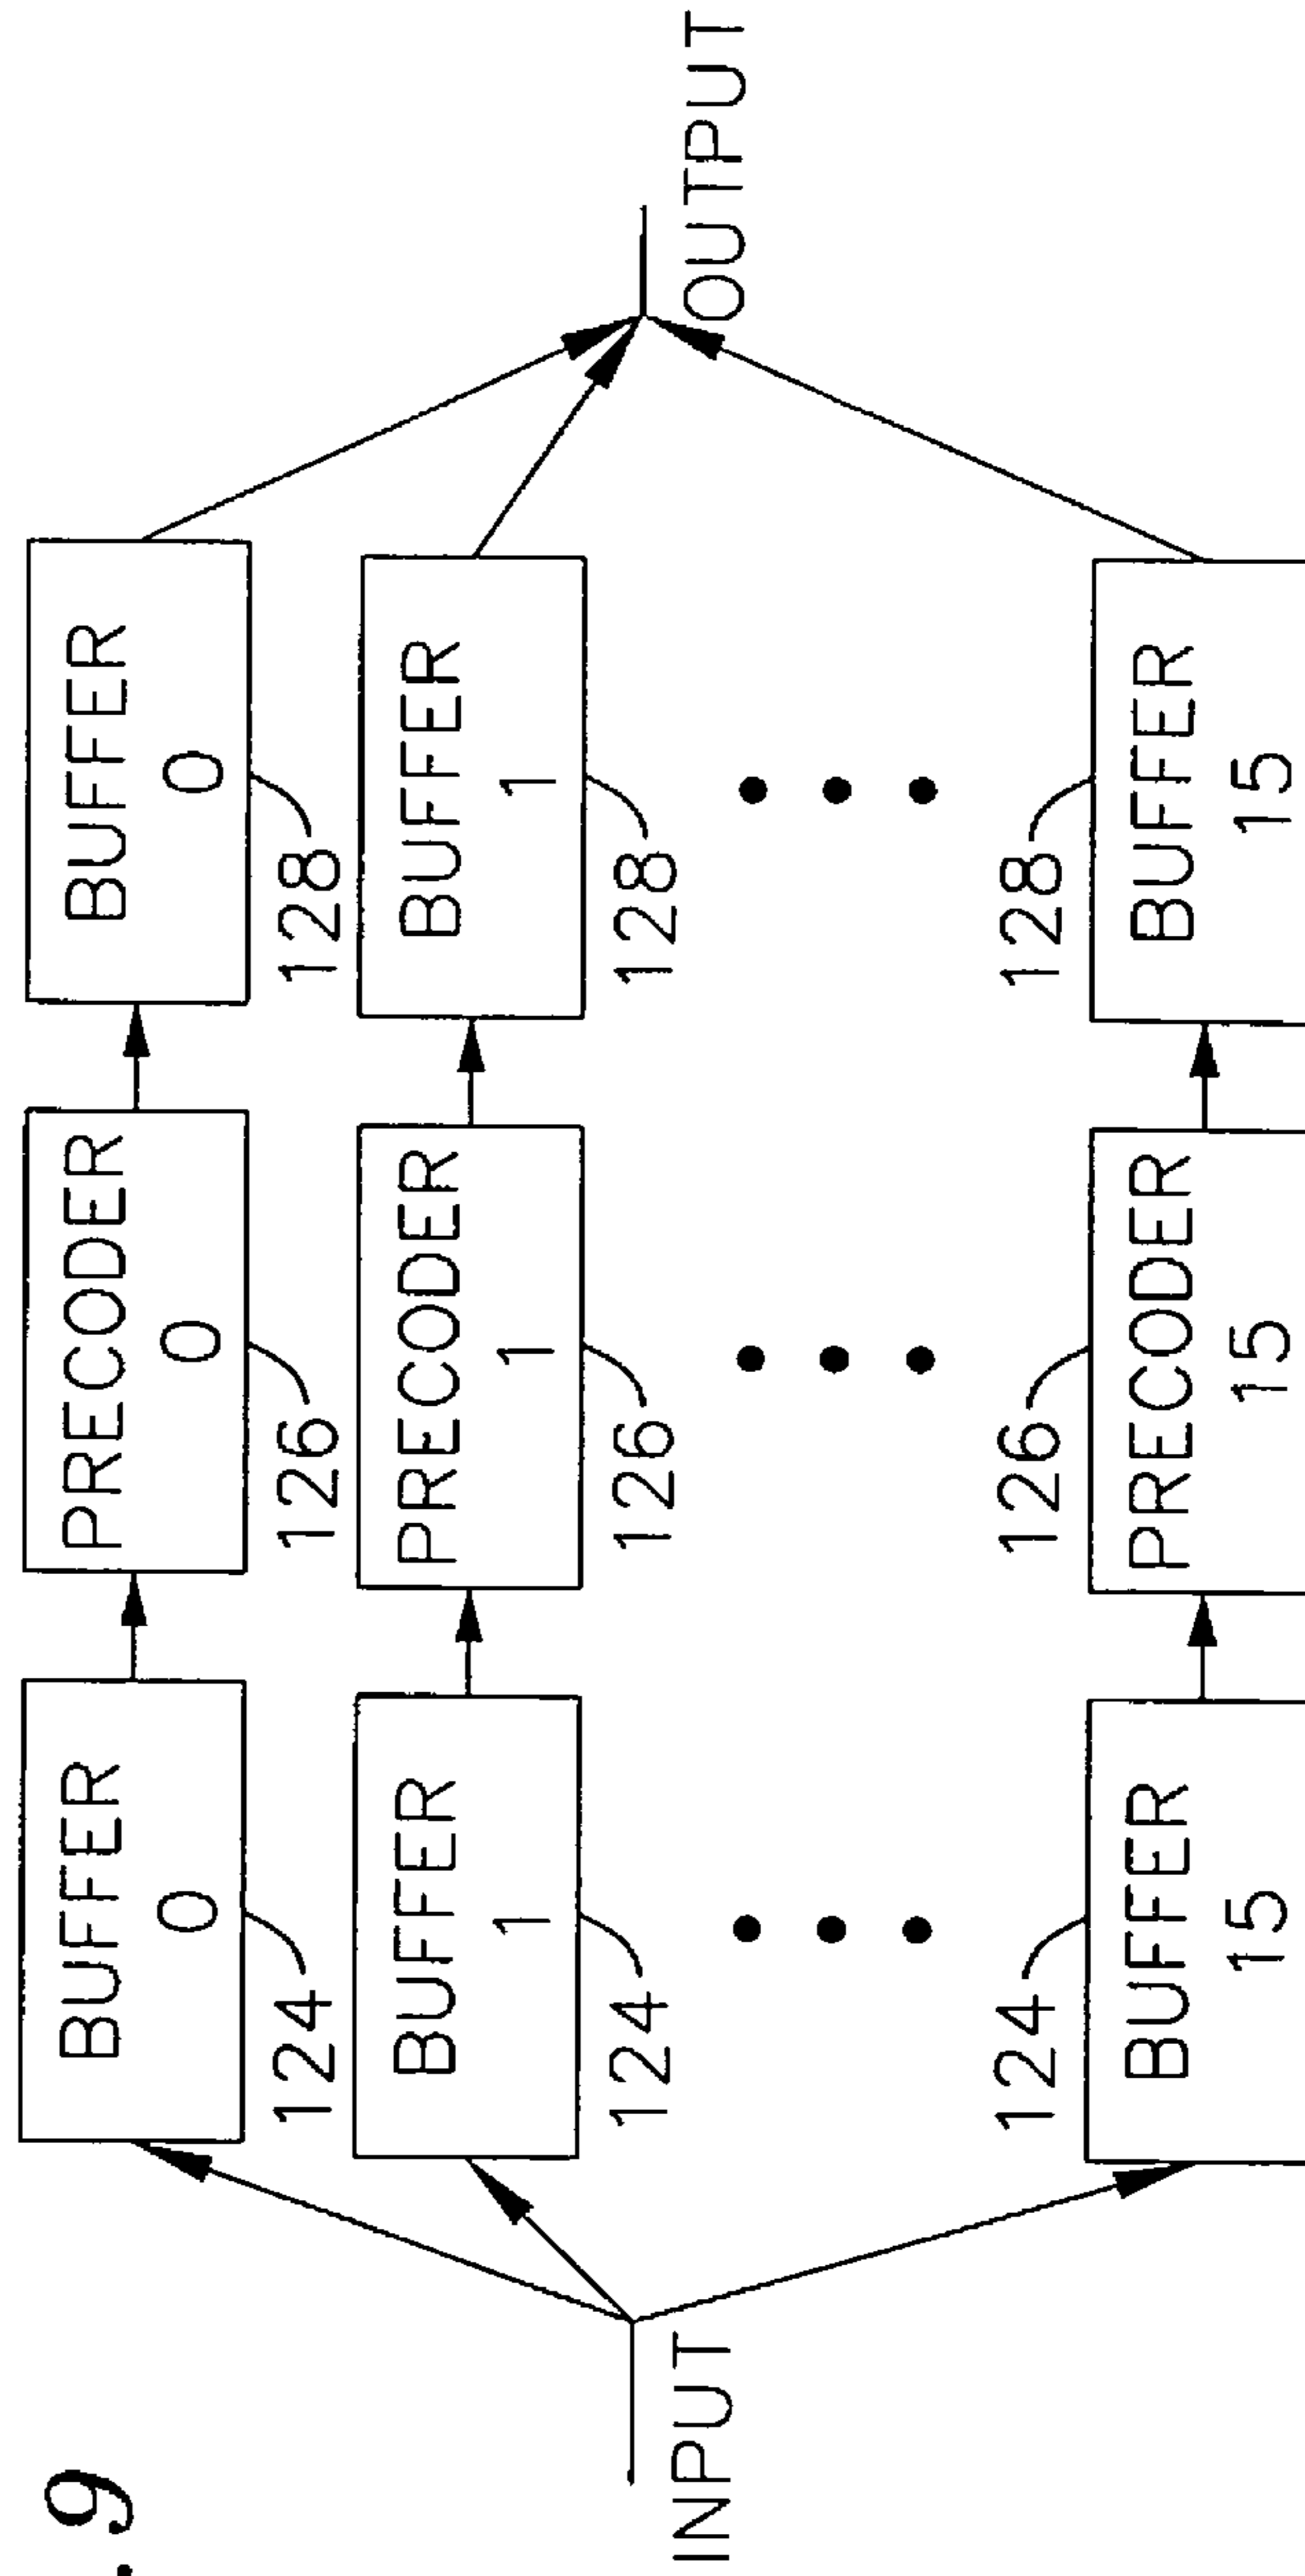 . 9
BUFFER
0
PRECODER
0
BUFFER
0
124
126
128
BUFFER
1
PRECODER
1
BUFFER
1
124
126
128
INPUT
OUTPUT
124
126
128
BUFFER
15
PRECODER
15
BUFFER
15